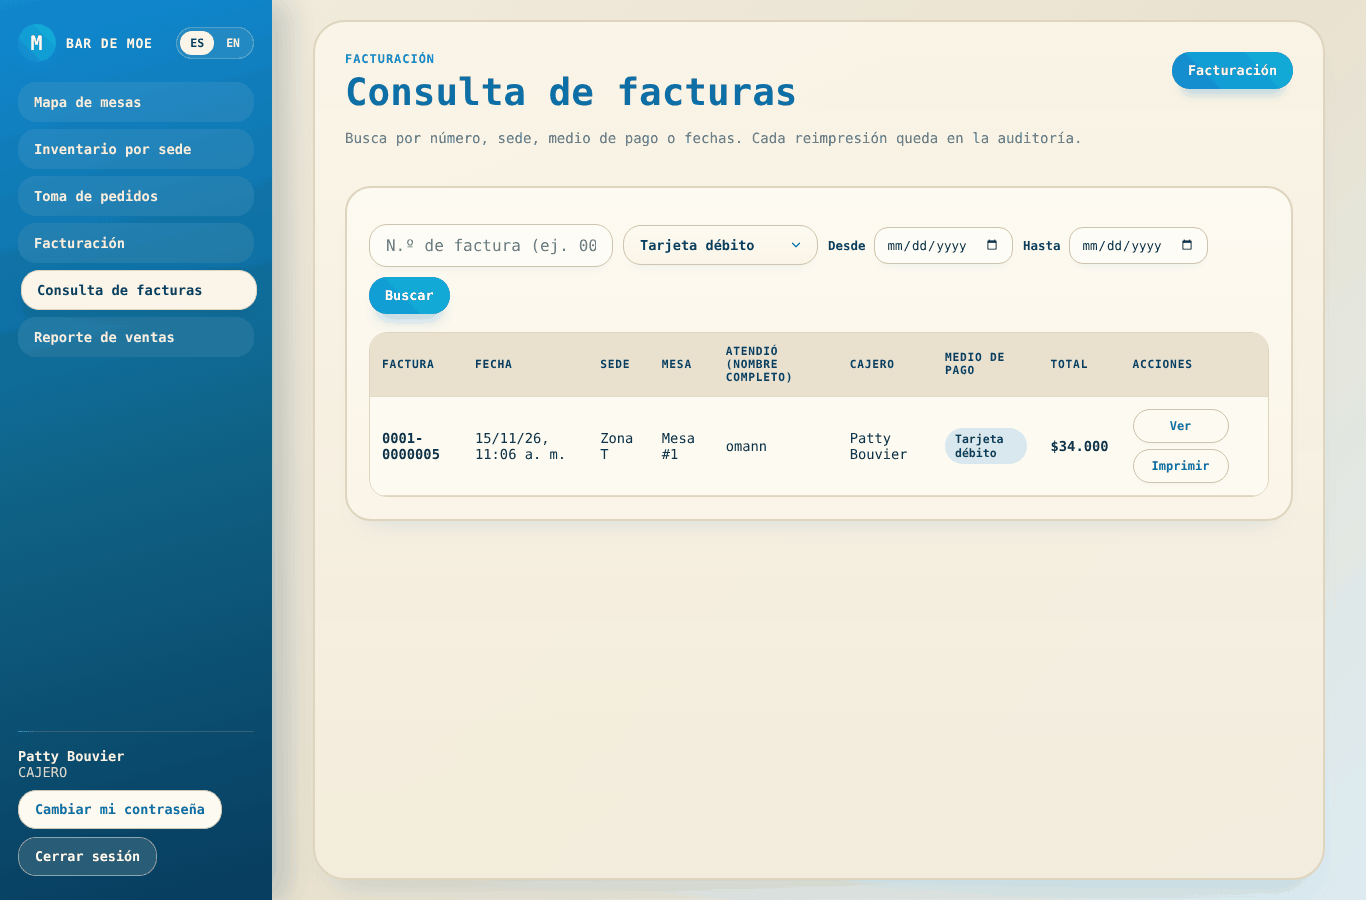 M BAR DE MOE ES EN
Mapa de mesas
Inventario por sede
Toma de pedidos
Facturación
Consulta de facturas
Reporte de ventas
Patty Bouvier
CAJERO
Cambiar mi contraseña
Cerrar sesión
FACTURACIÓN
Consulta de facturas
Facturación
Busca por número, sede, medio de pago o fechas. Cada reimpresión queda en la auditoría.
N.º de factura (ej. 00 Tarjeta débito Desde mm/dd/yyyy Hasta mm/dd/yyyy
Buscar
FACTURA FECHA SEDE MESA ATENDIÓ (NOMBRE COMPLETO) CAJERO MEDIO DE PAGO TOTAL ACCIONES
0001-0000005 15/11/26, 11:06 a. m. Zona T Mesa #1 omann Patty Bouvier Tarjeta débito $34.000 Ver
Imprimir